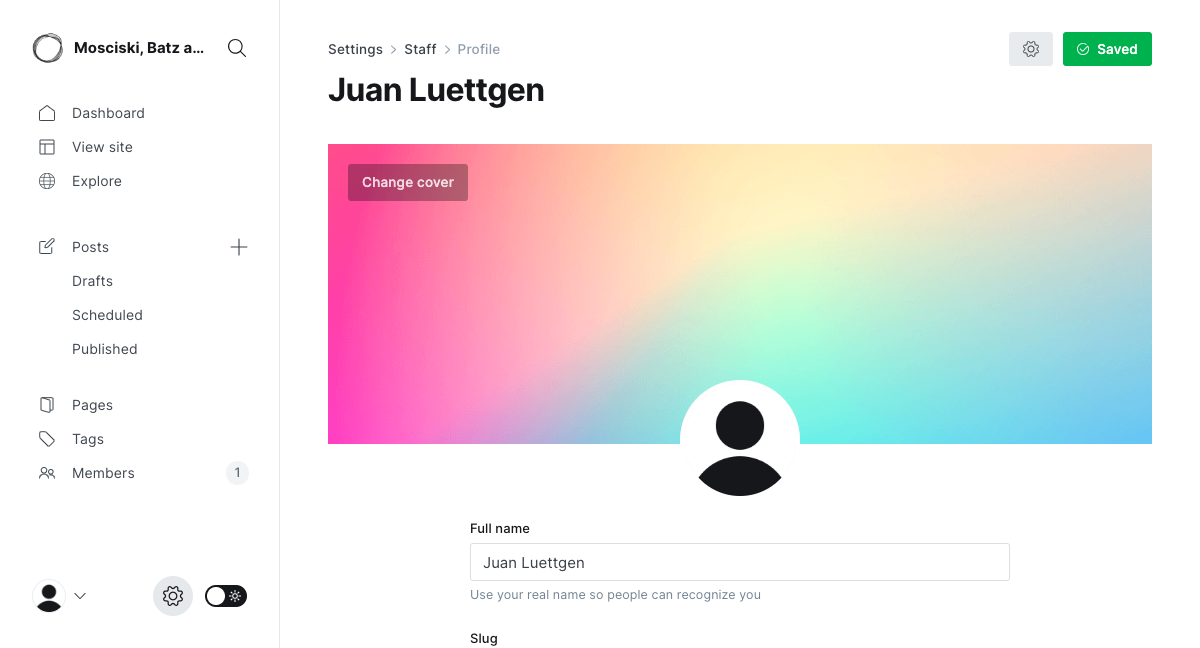 Mosciski, Batz a...
Dashboard
View site
Explore
Posts
Drafts
Scheduled
Published
Pages
Tags
Members
1
Settings > Staff > Profile
Saved
Juan Luettgen
Change cover
Full name
Juan Luettgen
Use your real name so people can recognize you
Slug